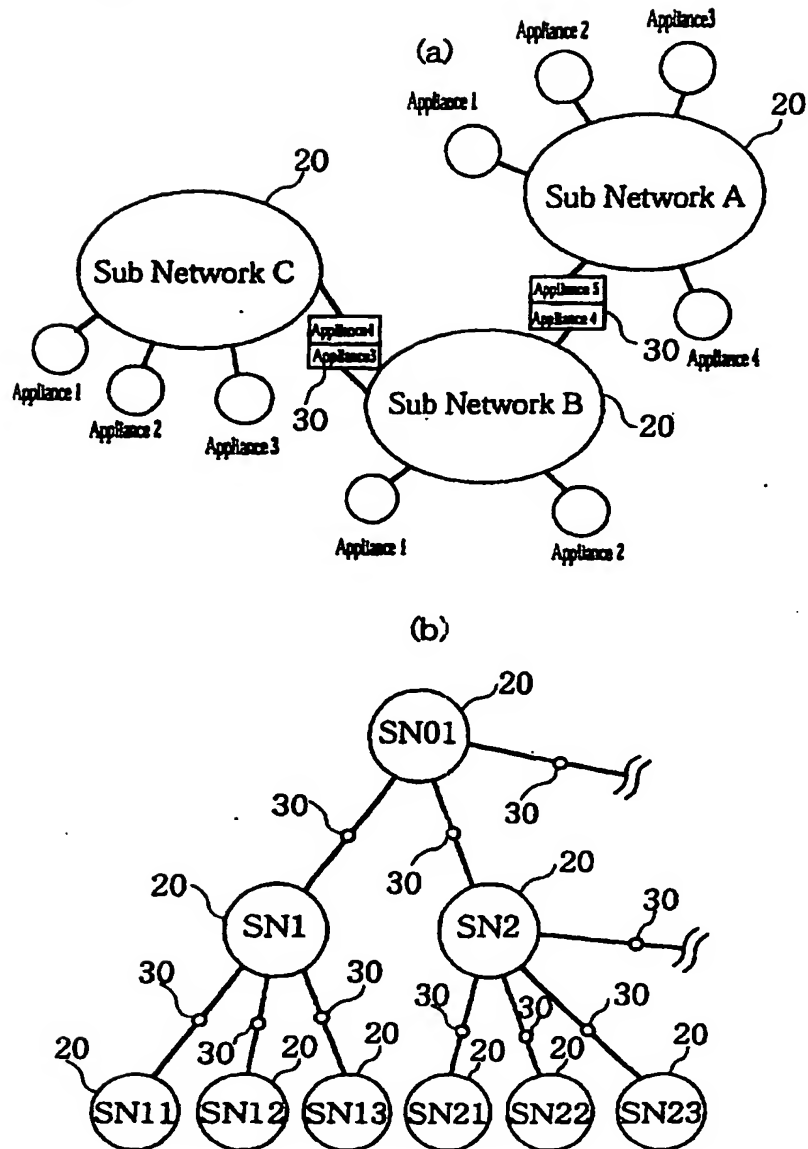 (a)
Appliance 2
Appliance3
Appliance 1
20
Sub Network A
20
Sub Network C
Appliance 5
Appliance 4
30
Appliance 4
Appliance4
Appliance3
30
Sub Network B
20
Appliance 1
Appliance 2
Appliance 3
Appliance 1
Appliance 2
(b)
20
SN01
30
30
30
20
SN1
20
SN2
30
30
30
30
30
30
30
20
SN11
20
SN12
20
SN13
20
SN21
20
SN22
20
SN23